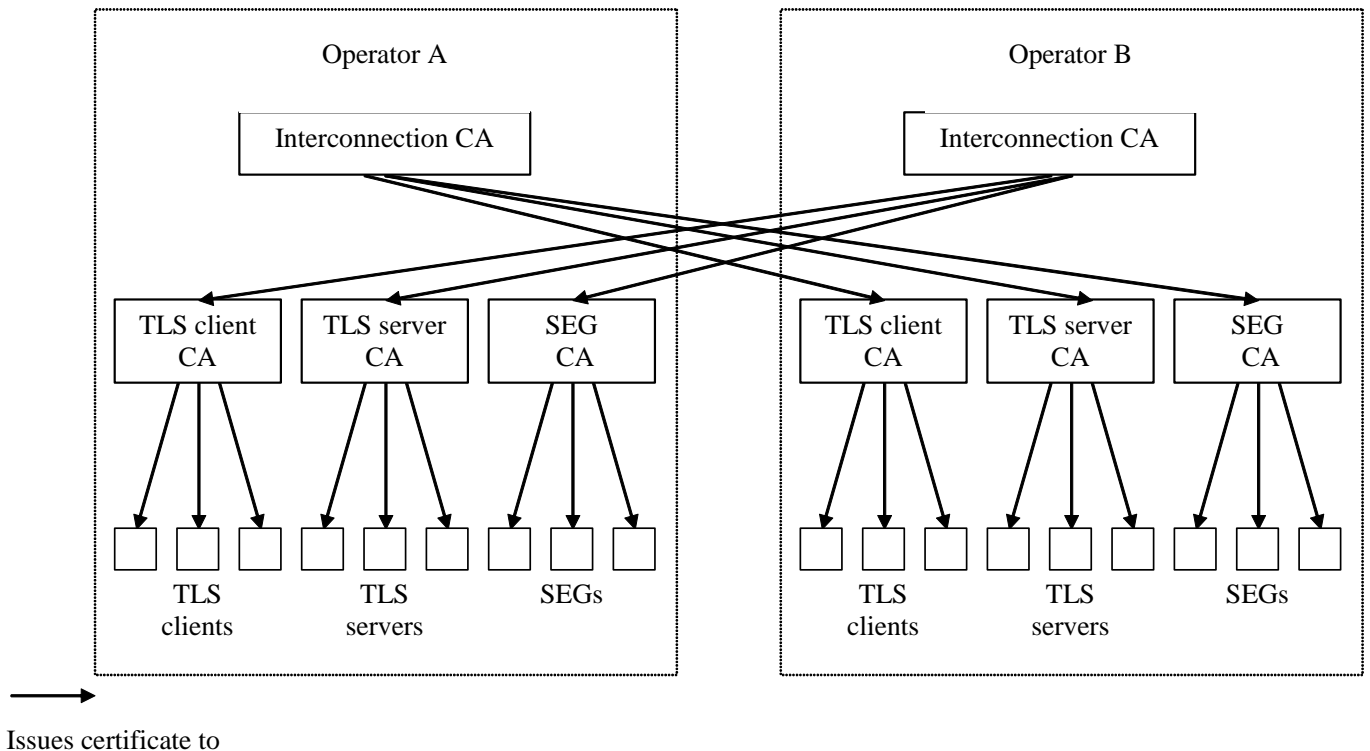 Operator A
Operator B
Interconnection CA
Interconnection CA
TLS client
CA
TLS server
CA
SEG
CA
TLS client
CA
TLS server
CA
SEG
CA
TLS
clients
TLS
servers
SEGs
TLS
clients
TLS
servers
SEGs
Issues certificate to